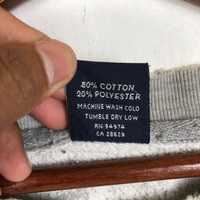 80% COTTON
20% POLYESTER
MACHINE WASH COLD
TUMBLE DRY LOW
RN 94974
CA 28629